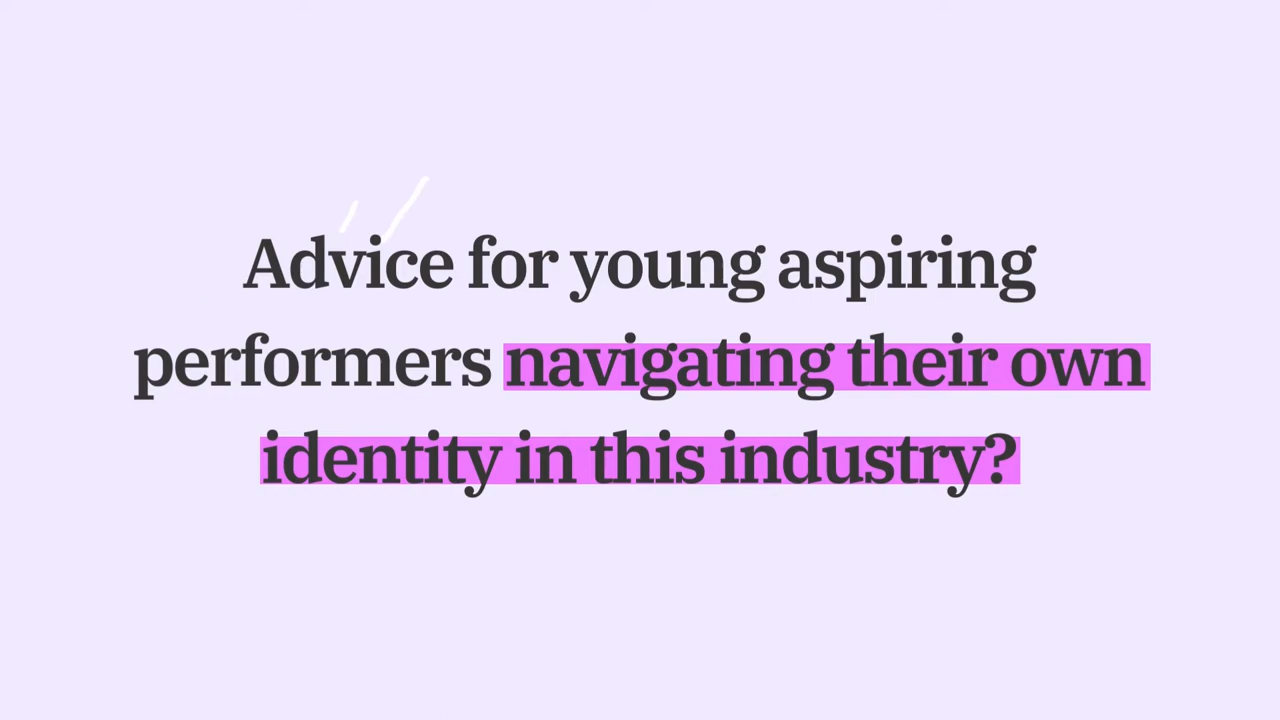 Advice for young aspiring
performers navigating their own
identity in this industry?